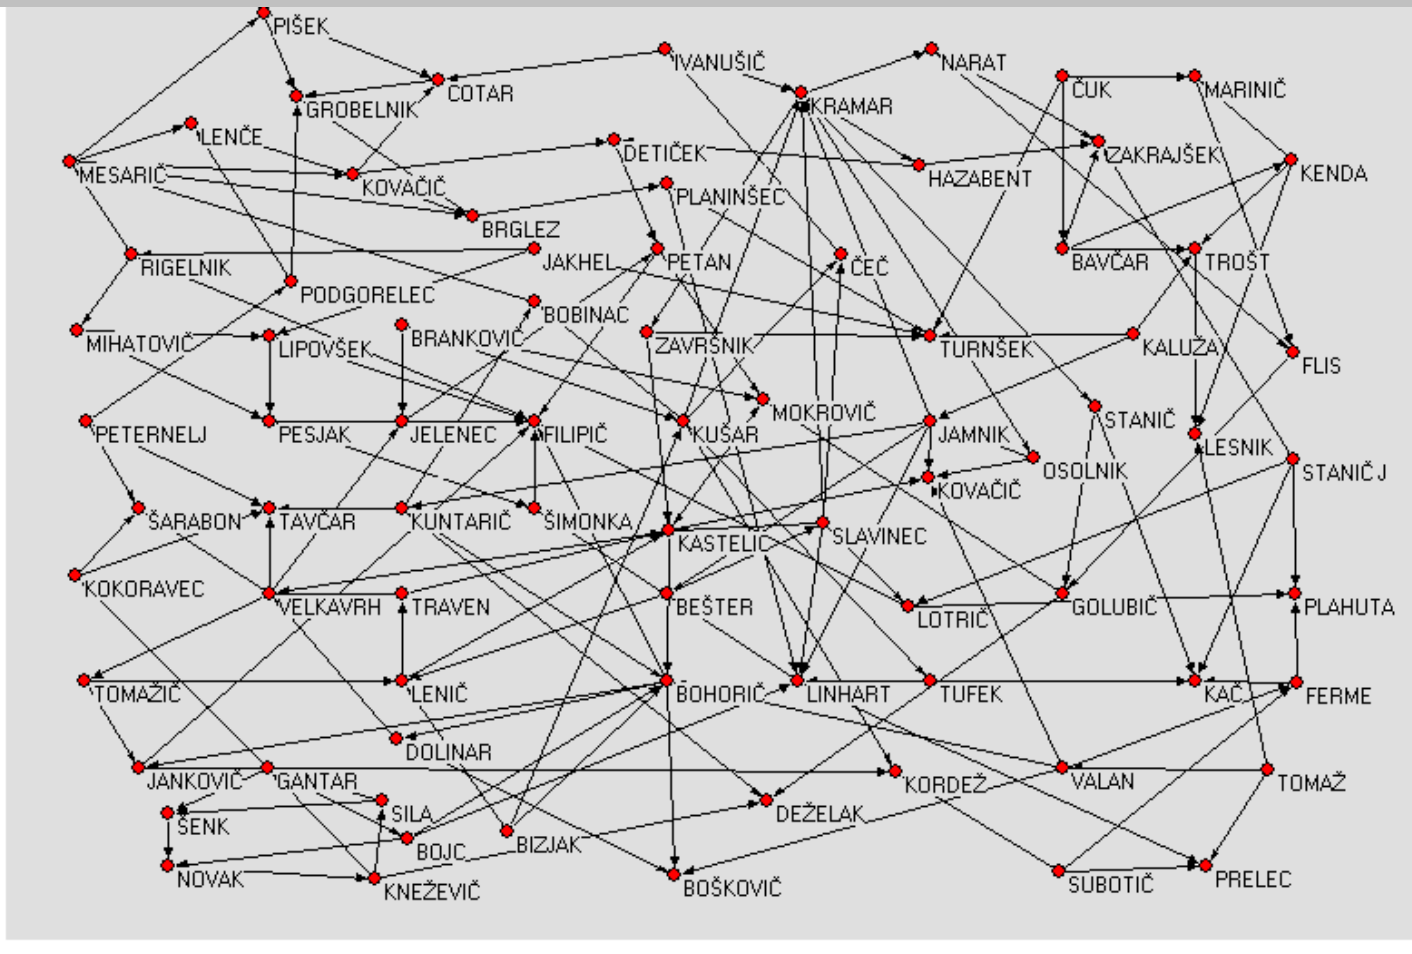 PIŠEK
IVANUŠIČ
NARAT
COTAR
ČUK
MARINIČ
GROBELNIK
KRAMAR
LENČE
DETIČEK
ZAKRAJŠEK
MESARIČ
KOVAČIČ
HAZABENT
KENDA
PLANINŠEC
BRGLEZ
RIGELNIK
JAKHEL
PETAN
ČEČ
BAVČAR
TROŠT
PODGORELEC
BOBINAC
MIHATOVIČ
LIPOVŠEK
BRANKOVIČ
ZAVRŠNIK
TURNŠEK
KALUŽA
FLIS
MOKROVIČ
STANIČ
PETERNELJ
PESJAK
JELENEC
FILIPIČ
KUŠAR
JAMNIK
LESNIK
OSOLNIK
STANIČ J
KOVAČIČ
ŠARABON
TAVČAR
KUNTARIČ
ŠIMONKA
KASTELIC
SLAVINEC
KOKORAVEC
VELKAVRH
TRAVEN
BEŠTER
LOTRIČ
GOLUBIČ
PLAHUTA
TOMAŽIČ
LENIČ
BOHORIČ
LINHART
TUFEK
KAČ
FERME
DOLINAR
JANKOVIČ
GANTAR
KORDEŽ
VALAN
TOMAŽ
SILA
DEŽELAK
ŠENK
BOJC
BIZJAK
NOVAK
KNEŽEVIČ
BOŠKOVIČ
SUBOTIČ
PRELEC